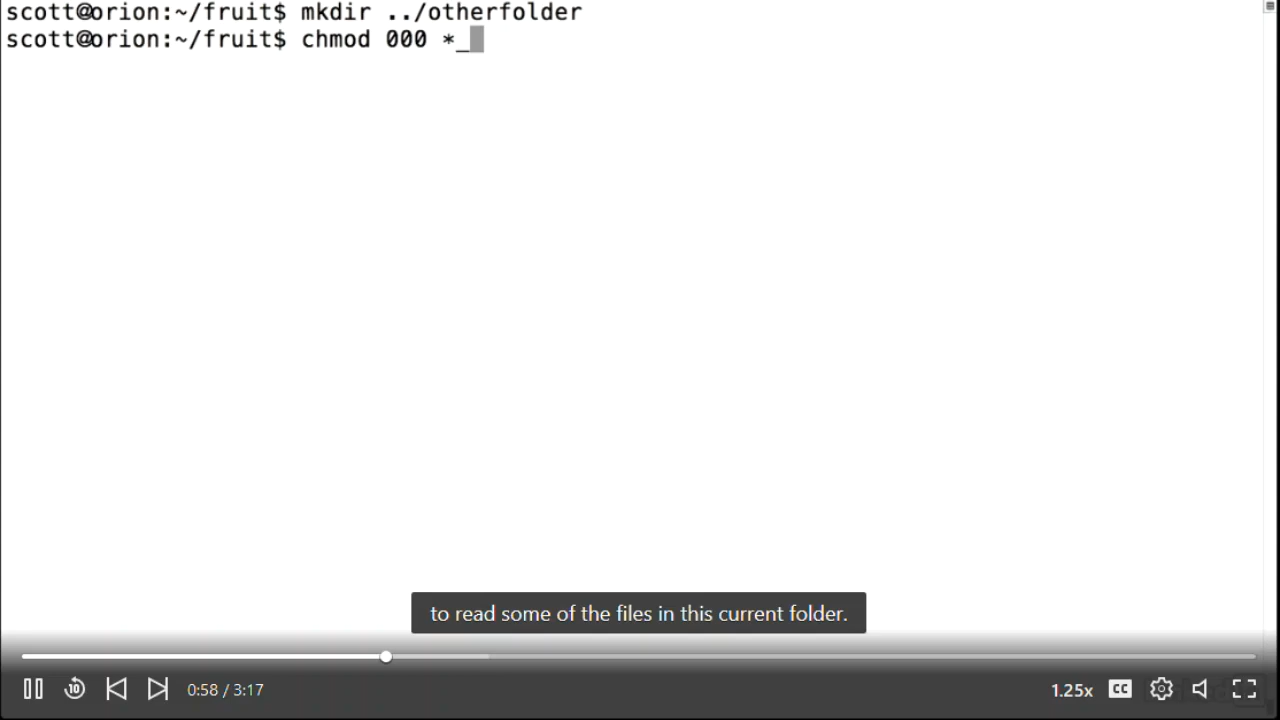 scott@orion:~/fruit$ mkdir ../otherfolder
scott@orion:~/fruit$ chmod 000 *_
to read some of the files in this current folder.
10
0:58 / 3:17
1.25x
CC